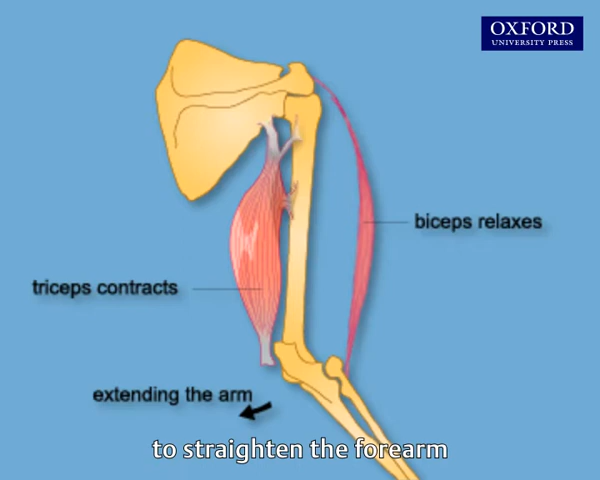 OXFORD
UNIVERSITY PRESS
biceps relaxes
triceps contracts
extending the arm
to straighten the forearm